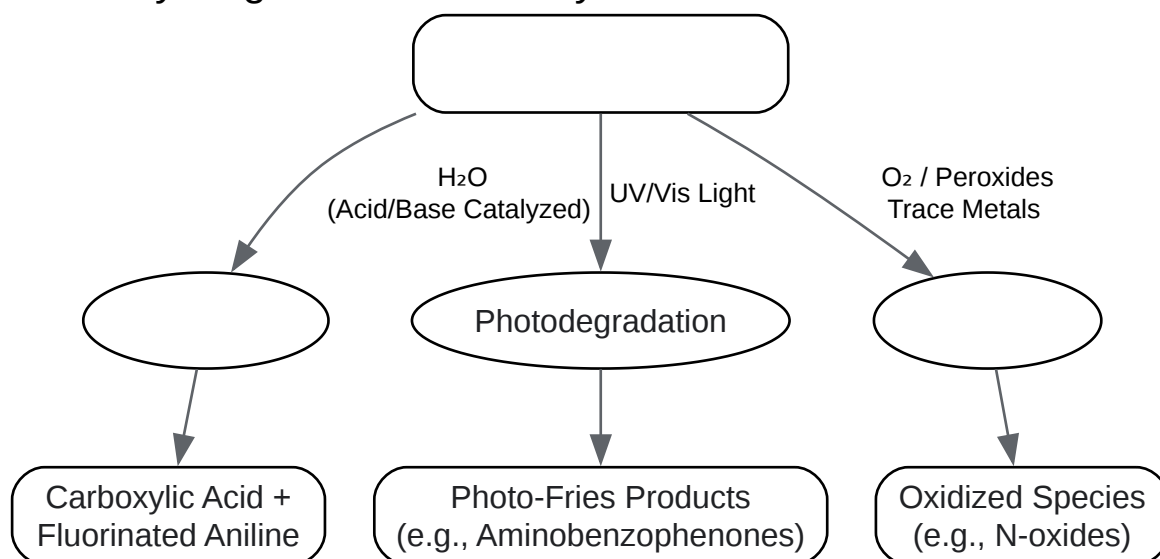 H₂O
(Acid/Base Catalyzed)
UV/Vis Light
O₂ / Peroxides
Trace Metals
Photodegradation
Carboxylic Acid +
Fluorinated Aniline
Photo-Fries Products
(e.g., Aminobenzophenones)
Oxidized Species
(e.g., N-oxides)